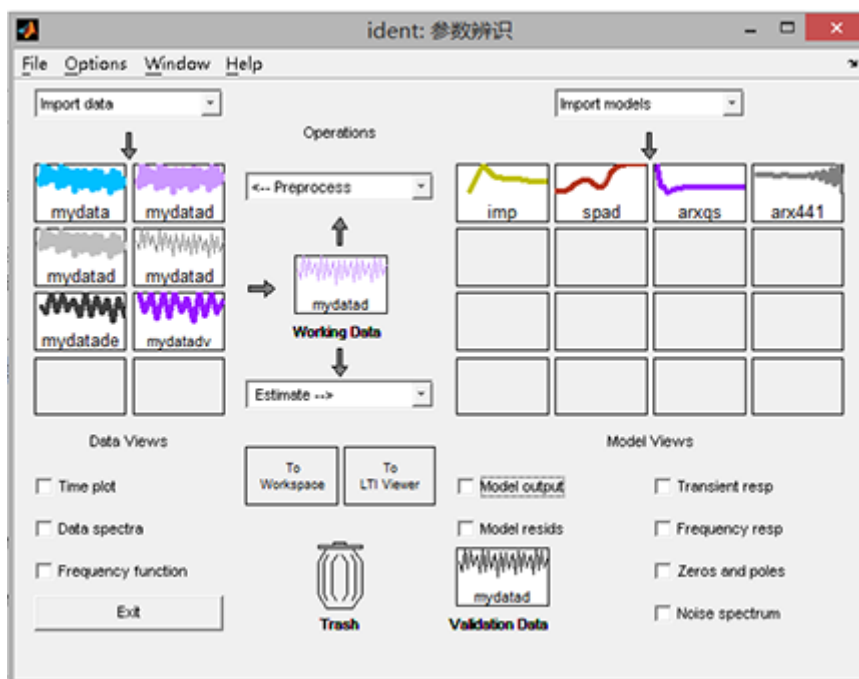 ident: 参数辨识
File Options Window Help
Import data
Import models
Operations
mydata
mydatad
imp
spad
arxqs
arx441
<-- Preprocess
mydatad
mydatad
mydatad
Working Data
mydatade
mydatadv
Estimate -->
Data Views
Model Views
To
Workspace
To
LTI Viewer
Time plot
Model output
Transient resp
Data spectra
Model resids
Frequency resp
Frequency function
Zeros and poles
mydatad
Exit
Trash
Validation Data
Noise spectrum